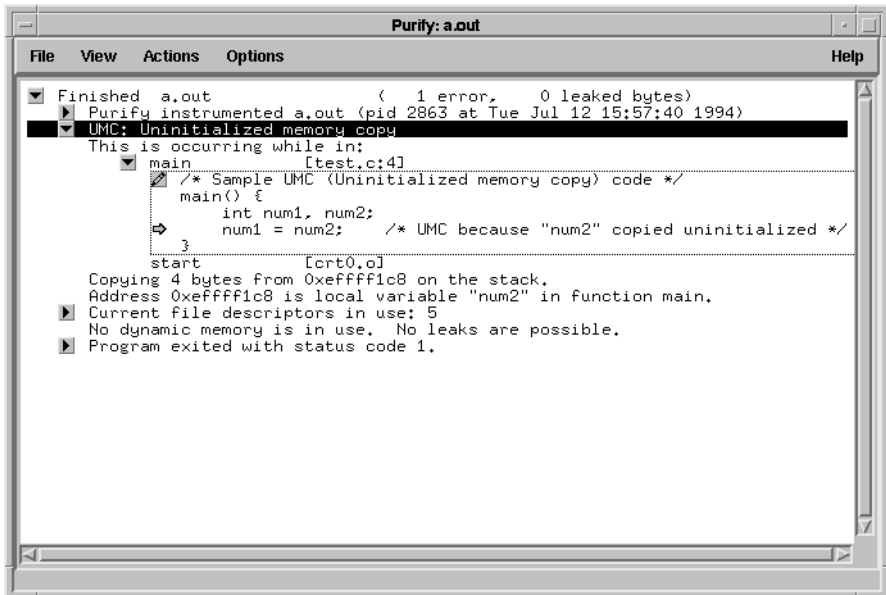 Purify: a.out
File View Actions Options Help
Finished a.out ( 1 error, 0 leaked bytes)
Purify instrumented a.out (pid 2863 at Tue Jul 12 15:57:40 1994)
UMC: Uninitialized memory copy
This is occurring while in:
main [test.c:4]
/* Sample UMC (Uninitialized memory copy) code */
main() {
int num1, num2;
num1 = num2; /* UMC because "num2" copied uninitialized */
}
start [crt0.o]
Copying 4 bytes from 0xeffff1c8 on the stack.
Address 0xeffff1c8 is local variable "num2" in function main.
Current file descriptors in use: 5
No dynamic memory is in use. No leaks are possible.
Program exited with status code 1.